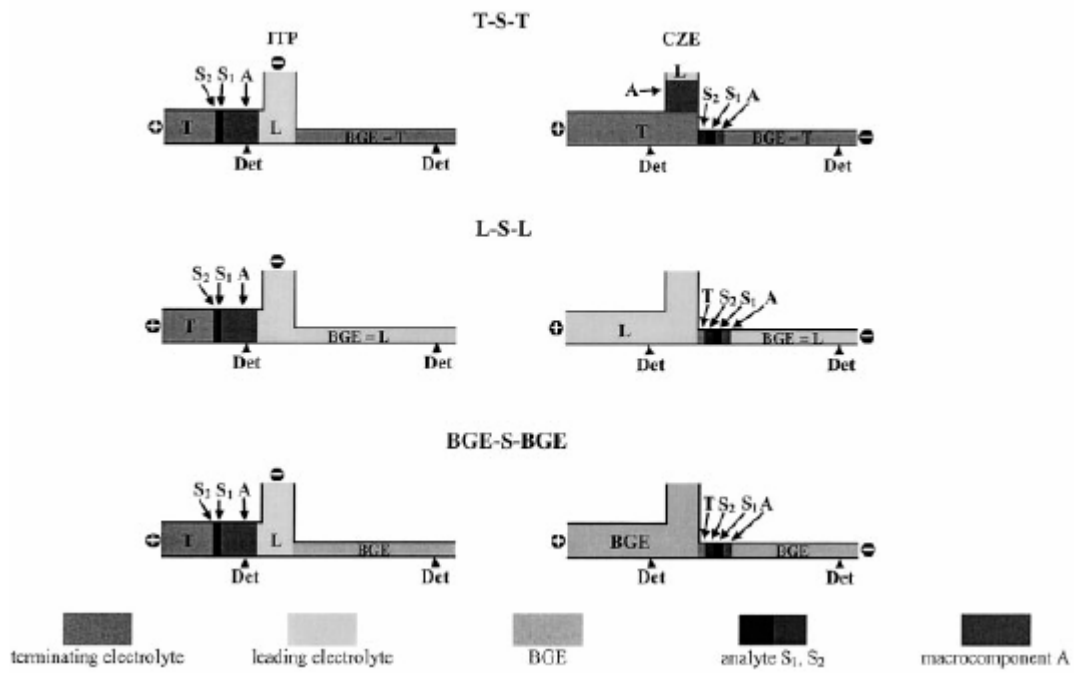 T-S-T
ITP
CZE
⊖
S₂ S₁ A
L
A
S₂ S₁ A
⊕ T L BGE = T
⊕ T BGE = T ⊖
Det Det
Det Det
L-S-L
⊖
S₂ S₁ A
T S₂ S₁ A
⊕ T BGE = L
⊕ L BGE = L ⊖
Det Det
Det Det
BGE-S-BGE
⊖
S₂ S₁ A
T S₂ S₁ A
⊕ T L BGE
⊕ BGE BGE ⊖
Det Det
Det Det
terminating electrolyte
leading electrolyte
BGE
analyte S₁, S₂
macrocomponent A